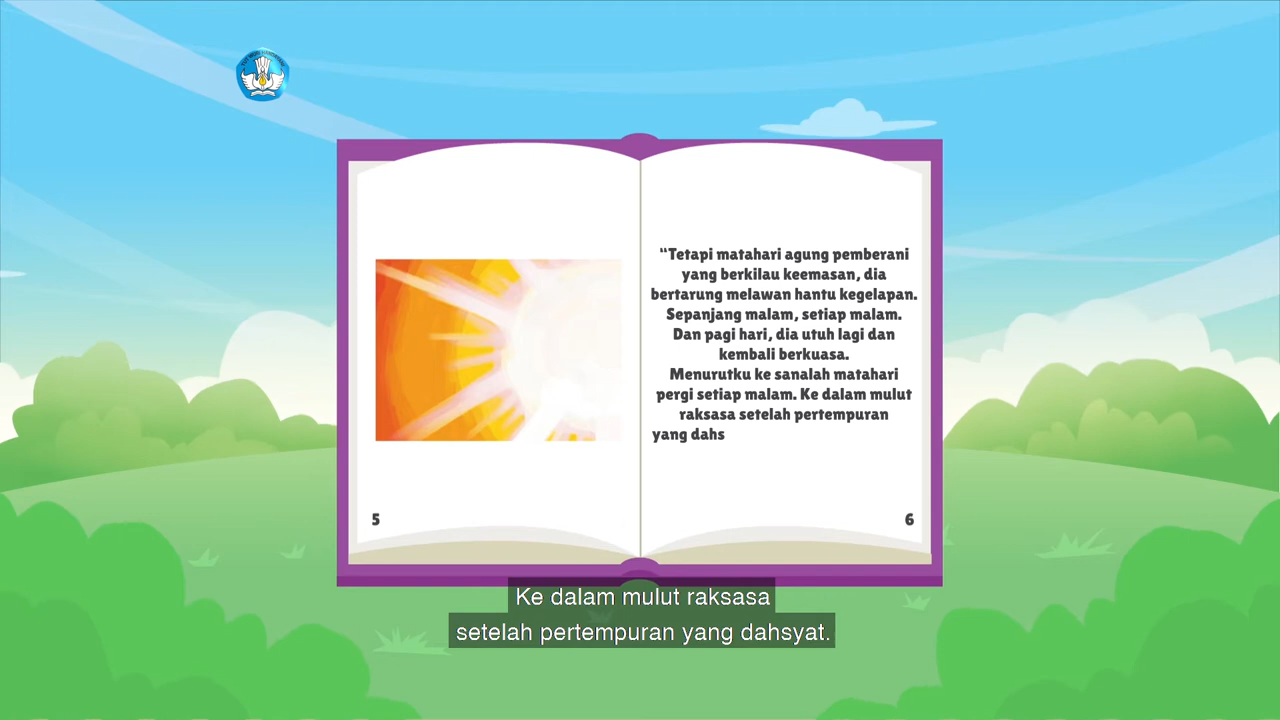 “Tetapi matahari agung pemberani
yang berkilau keemasan, dia
bertarung melawan hantu kegelapan.
Sepanjang malam, setiap malam.
Dan pagi hari, dia utuh lagi dan
kembali berkuasa.
Menurutku ke sanalah matahari
pergi setiap malam. Ke dalam mulut
raksasa setelah pertempuran
yang dahs
5
6
Ke dalam mulut raksasa
setelah pertempuran yang dahsyat.